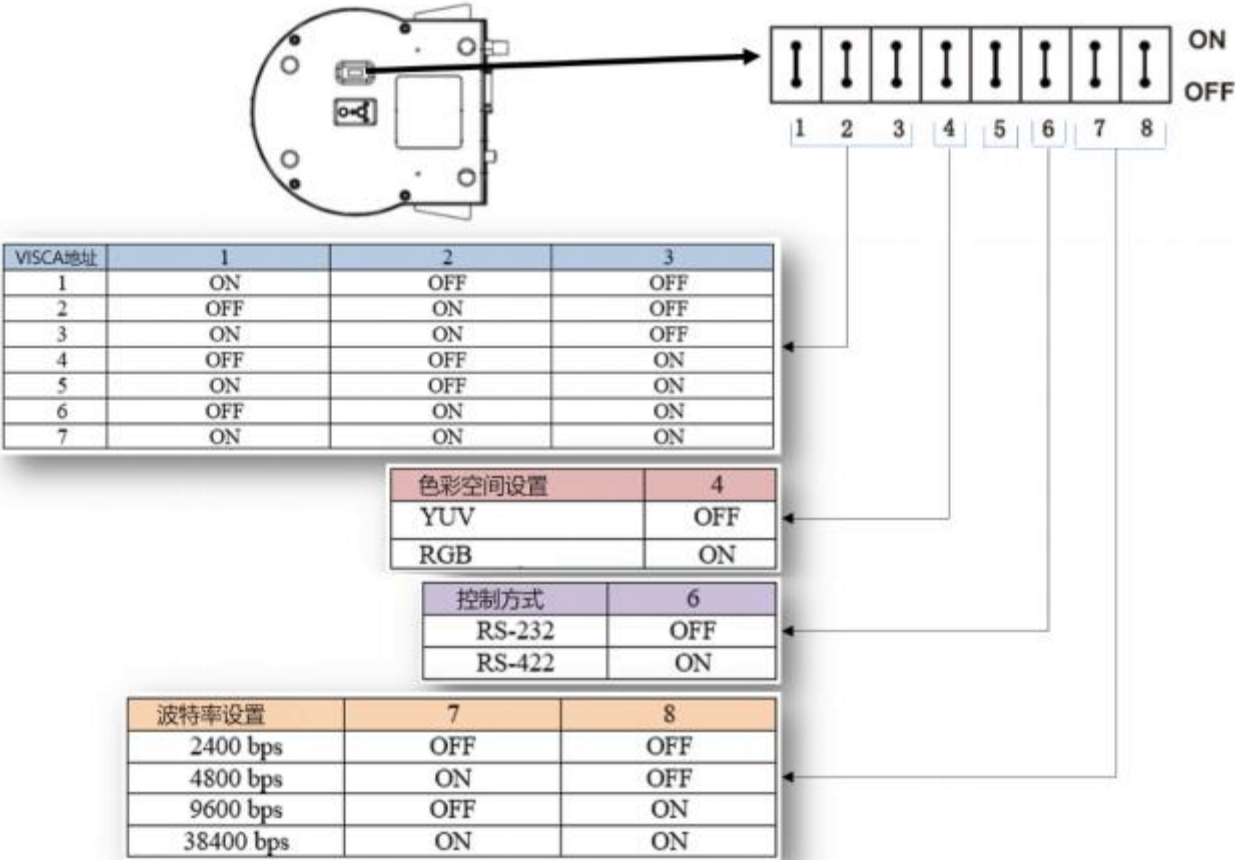 ON
OFF
1 2 3 4 5 6 7 8
VISCA地址 1 2 3
1 ON OFF OFF
2 OFF ON OFF
3 ON ON OFF
4 OFF OFF ON
5 ON OFF ON
6 OFF ON ON
7 ON ON ON
色彩空间设置 4
YUV OFF
RGB ON
控制方式 6
RS-232 OFF
RS-422 ON
波特率设置 7 8
2400 bps OFF OFF
4800 bps ON OFF
9600 bps OFF ON
38400 bps ON ON